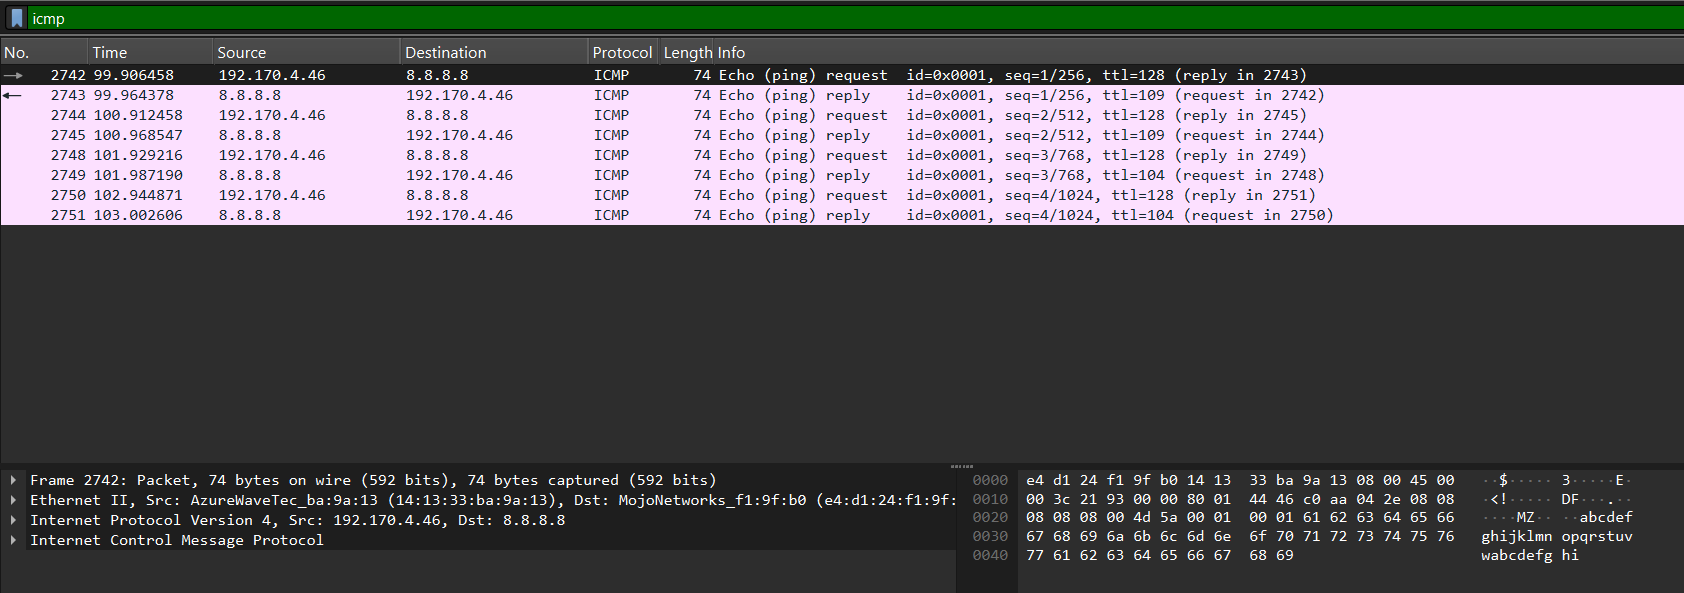 icmp
No. Time Source Destination Protocol Length Info
2742 99.906458 192.170.4.46 8.8.8.8 ICMP 74 Echo (ping) request id=0x0001, seq=1/256, ttl=128 (reply in 2743)
2743 99.964378 8.8.8.8 192.170.4.46 ICMP 74 Echo (ping) reply id=0x0001, seq=1/256, ttl=109 (request in 2742)
2744 100.912458 192.170.4.46 8.8.8.8 ICMP 74 Echo (ping) request id=0x0001, seq=2/512, ttl=128 (reply in 2745)
2745 100.968547 8.8.8.8 192.170.4.46 ICMP 74 Echo (ping) reply id=0x0001, seq=2/512, ttl=109 (request in 2744)
2748 101.929216 192.170.4.46 8.8.8.8 ICMP 74 Echo (ping) request id=0x0001, seq=3/768, ttl=128 (reply in 2749)
2749 101.987190 8.8.8.8 192.170.4.46 ICMP 74 Echo (ping) reply id=0x0001, seq=3/768, ttl=104 (request in 2748)
2750 102.944871 192.170.4.46 8.8.8.8 ICMP 74 Echo (ping) request id=0x0001, seq=4/1024, ttl=128 (reply in 2751)
2751 103.002606 8.8.8.8 192.170.4.46 ICMP 74 Echo (ping) reply id=0x0001, seq=4/1024, ttl=104 (request in 2750)
Frame 2742: Packet, 74 bytes on wire (592 bits), 74 bytes captured (592 bits)
Ethernet II, Src: AzureWaveTec_ba:9a:13 (14:13:33:ba:9a:13), Dst: MojoNetworks_f1:9f:b0 (e4:d1:24:f1:9f:
Internet Protocol Version 4, Src: 192.170.4.46, Dst: 8.8.8.8
Internet Control Message Protocol
0000 e4 d1 24 f1 9f b0 14 13 33 ba 9a 13 08 00 45 00 ··$····· 3·····E·
0010 00 3c 21 93 00 00 80 01 44 46 c0 aa 04 2e 08 08 ·<!····· DF···.··
0020 08 08 08 00 4d 5a 00 01 00 01 61 62 63 64 65 66 ····MZ·· ··abcdef
0030 67 68 69 6a 6b 6c 6d 6e 6f 70 71 72 73 74 75 76 ghijklmn opqrstuv
0040 77 61 62 63 64 65 66 67 68 69 wabcdefg hi